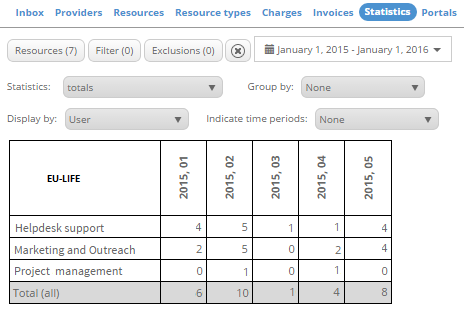 Inbox Providers Resources Resource types Charges Invoices Statistics Portals
Resources (7) Filter (0) Exclusions (0) January 1, 2015 - January 1, 2016
Statistics: totals Group by: None
Display by: User Indicate time periods: None
EU-LIFE 2015, 01 2015, 02 2015, 03 2015, 04 2015, 05
Helpdesk support 4 5 1 1 4
Marketing and Outreach 2 5 0 2 4
Project management 0 1 0 1 0
Total (all) 6 10 1 4 8